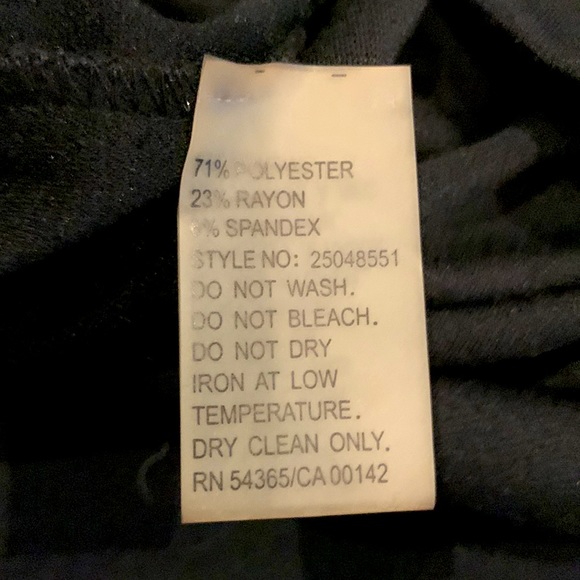 71% POLYESTER
23% RAYON
6% SPANDEX
STYLE NO: 25048551
DO NOT WASH.
DO NOT BLEACH.
DO NOT DRY
IRON AT LOW
TEMPERATURE.
DRY CLEAN ONLY.
RN 54365/CA 00142